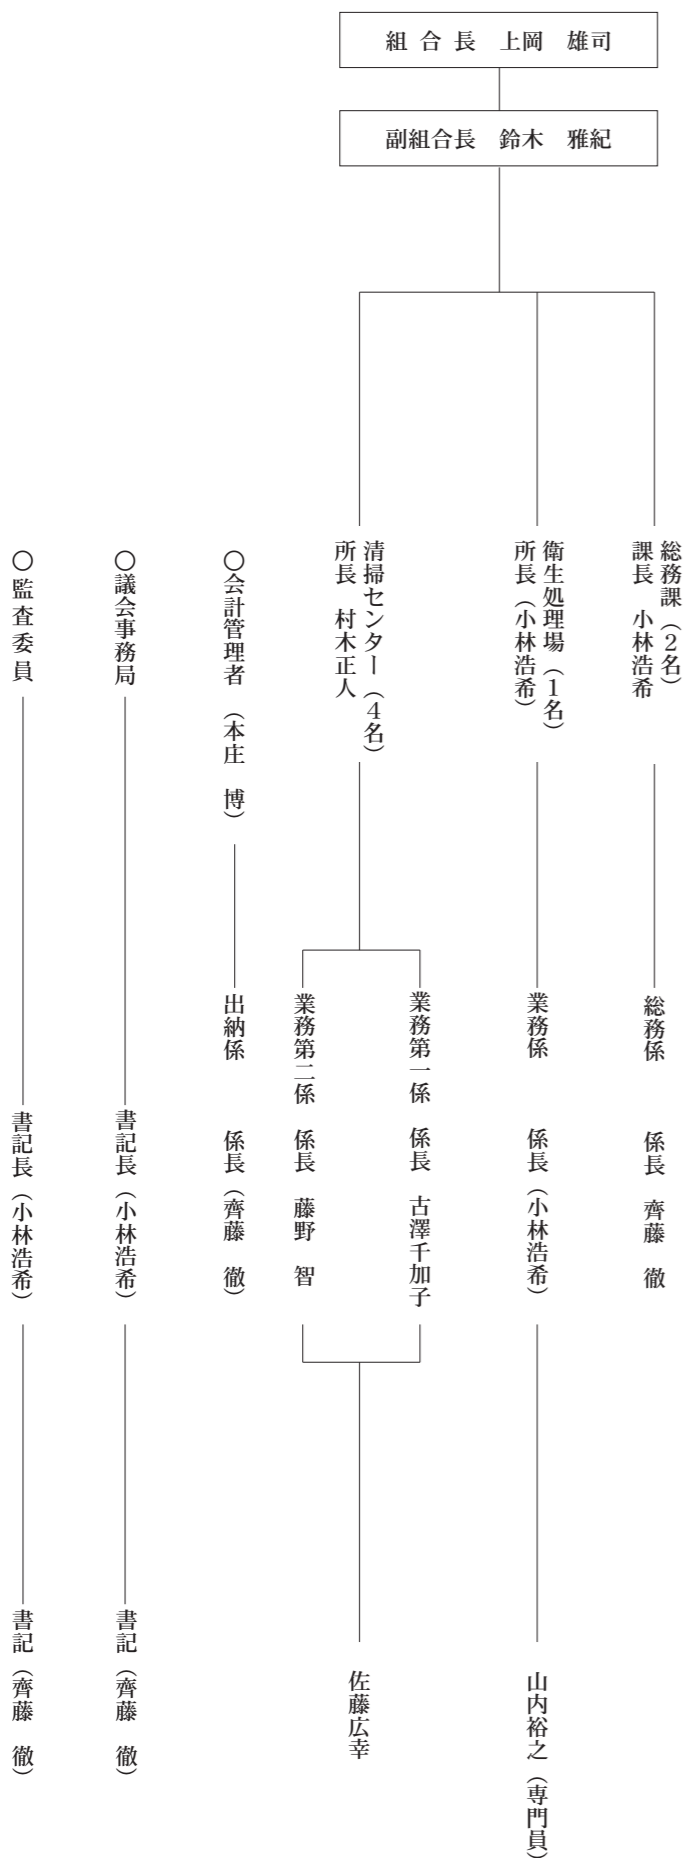 組合長　上岡　雄司
副組合長　鈴木　雅紀
総務課（２名）
課長　小林浩希
総務係　係長　齊藤　徹
衛生処理場（１名）
所長（小林浩希）
業務係　係長（小林浩希）
山内裕之（専門員）
清掃センター（４名）
所長　村木正人
業務第一係　係長　古澤千加子
業務第二係　係長　藤野　智
佐藤広幸
〇会計管理者　（本庄　博）
出納係　係長（齊藤　徹）
〇議会事務局
書記長（小林浩希）
書記（齊藤　徹）
〇監査委員
書記長（小林浩希）
書記（齊藤　徹）